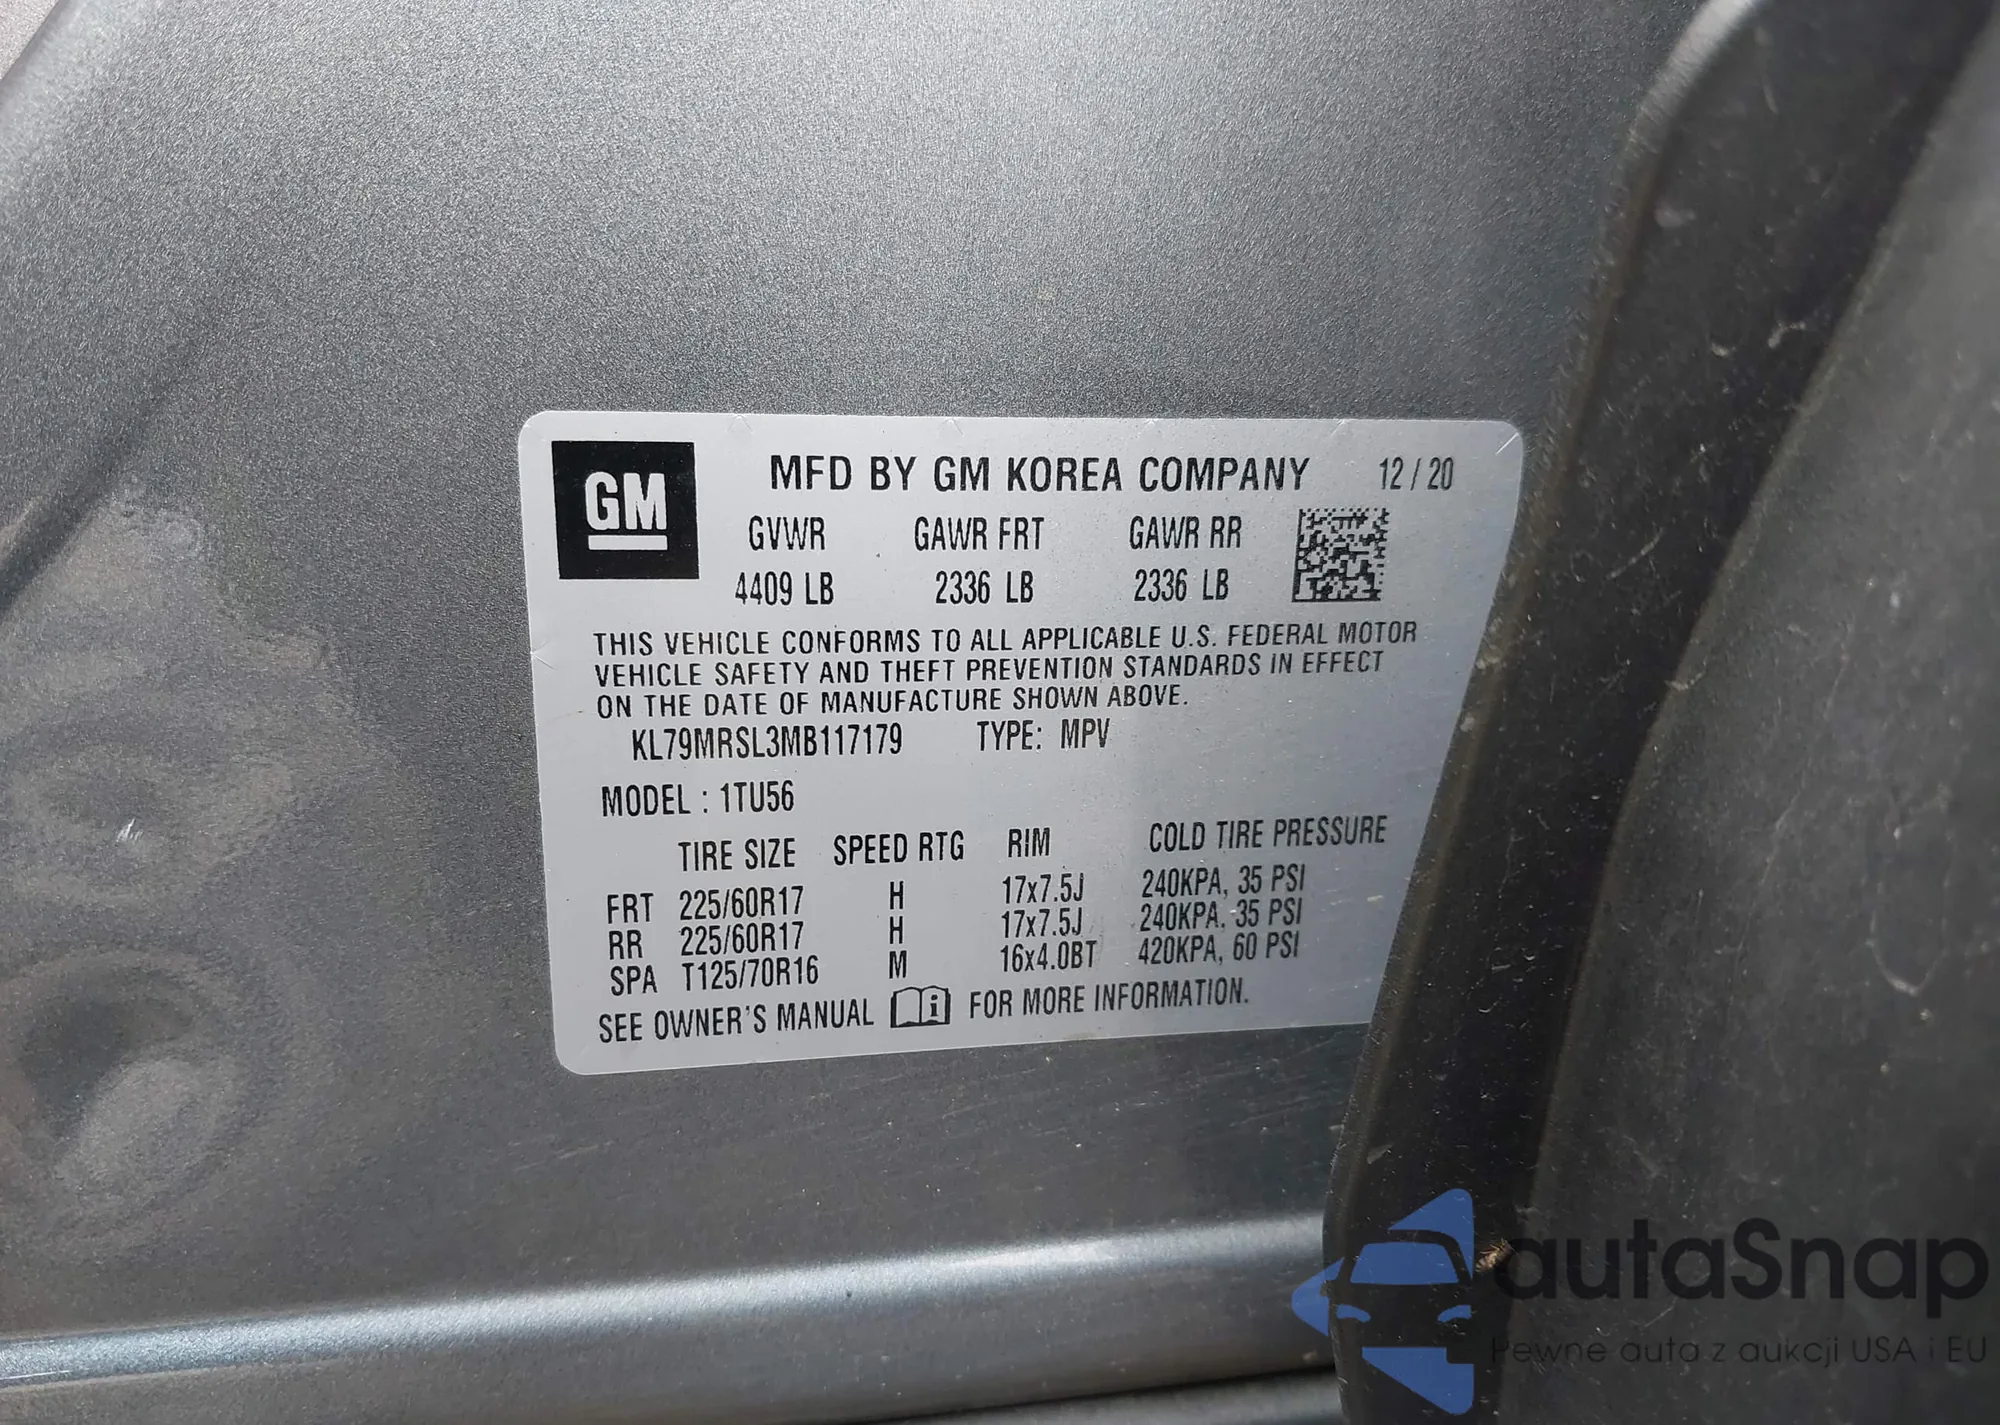 GM
MFD BY GM KOREA COMPANY 12 / 20
GVWR GAWR FRT GAWR RR
4409 LB 2336 LB 2336 LB
THIS VEHICLE CONFORMS TO ALL APPLICABLE U.S. FEDERAL MOTOR
VEHICLE SAFETY AND THEFT PREVENTION STANDARDS IN EFFECT
ON THE DATE OF MANUFACTURE SHOWN ABOVE.
KL79MRSL3MB117179 TYPE: MPV
MODEL : 1TU56
TIRE SIZE SPEED RTG RIM COLD TIRE PRESSURE
FRT 225/60R17 H 17x7.5J 240KPA, 35 PSI
RR 225/60R17 H 17x7.5J 240KPA, 35 PSI
SPA T125/70R16 M 16x4.0BT 420KPA, 60 PSI
SEE OWNER'S MANUAL i FOR MORE INFORMATION.
autaSnap
Pewne auta z aukcji USA i EU